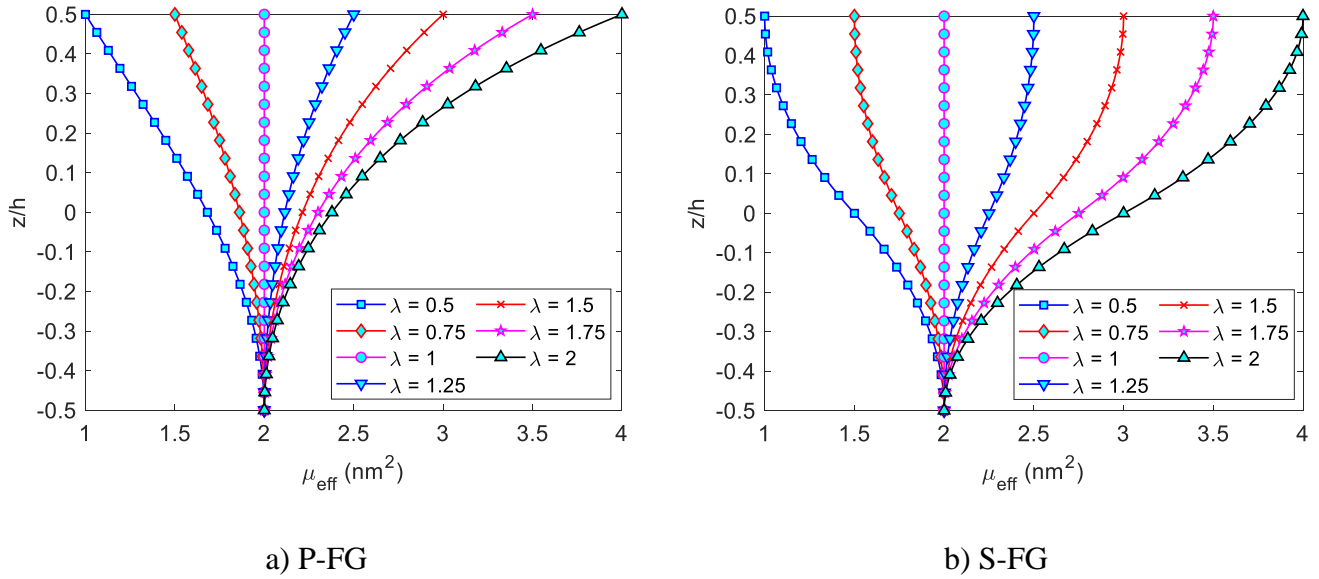 0.5
0.4
0.3
0.2
0.1
0
-0.1
-0.2
-0.3
-0.4
-0.5
z/h
1 1.5 2 2.5 3 3.5 4
μeff (nm²)
λ = 0.5 λ = 1.5
λ = 0.75 λ = 1.75
λ = 1 λ = 2
λ = 1.25
a) P-FG
0.5
0.4
0.3
0.2
0.1
0
-0.1
-0.2
-0.3
-0.4
-0.5
z/h
1 1.5 2 2.5 3 3.5 4
μeff (nm²)
λ = 0.5 λ = 1.5
λ = 0.75 λ = 1.75
λ = 1 λ = 2
λ = 1.25
b) S-FG